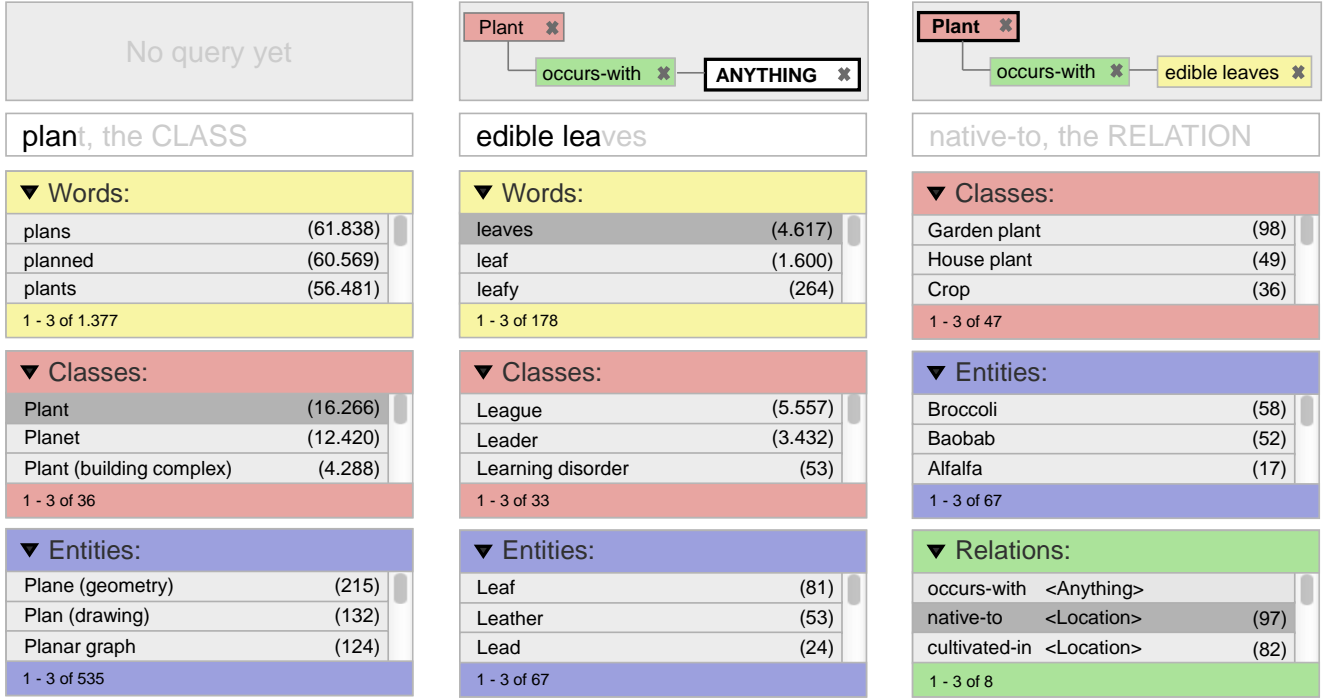 No query yet
plant, the CLASS
Words:
plans (61.838)
planned (60.569)
plants (56.481)
1 - 3 of 1.377
Classes:
Plant (16.266)
Planet (12.420)
Plant (building complex) (4.288)
1 - 3 of 36
Entities:
Plane (geometry) (215)
Plan (drawing) (132)
Planar graph (124)
1 - 3 of 535
Plant ✖
occurs-with ✖ ANYTHING ✖
edible leaves
Words:
leaves (4.617)
leaf (1.600)
leafy (264)
1 - 3 of 178
Classes:
League (5.557)
Leader (3.432)
Learning disorder (53)
1 - 3 of 33
Entities:
Leaf (81)
Leather (53)
Lead (24)
1 - 3 of 67
Plant ✖
occurs-with ✖ edible leaves ✖
native-to, the RELATION
Classes:
Garden plant (98)
House plant (49)
Crop (36)
1 - 3 of 47
Entities:
Broccoli (58)
Baobab (52)
Alfalfa (17)
1 - 3 of 67
Relations:
occurs-with <Anything>
native-to <Location> (97)
cultivated-in <Location> (82)
1 - 3 of 8